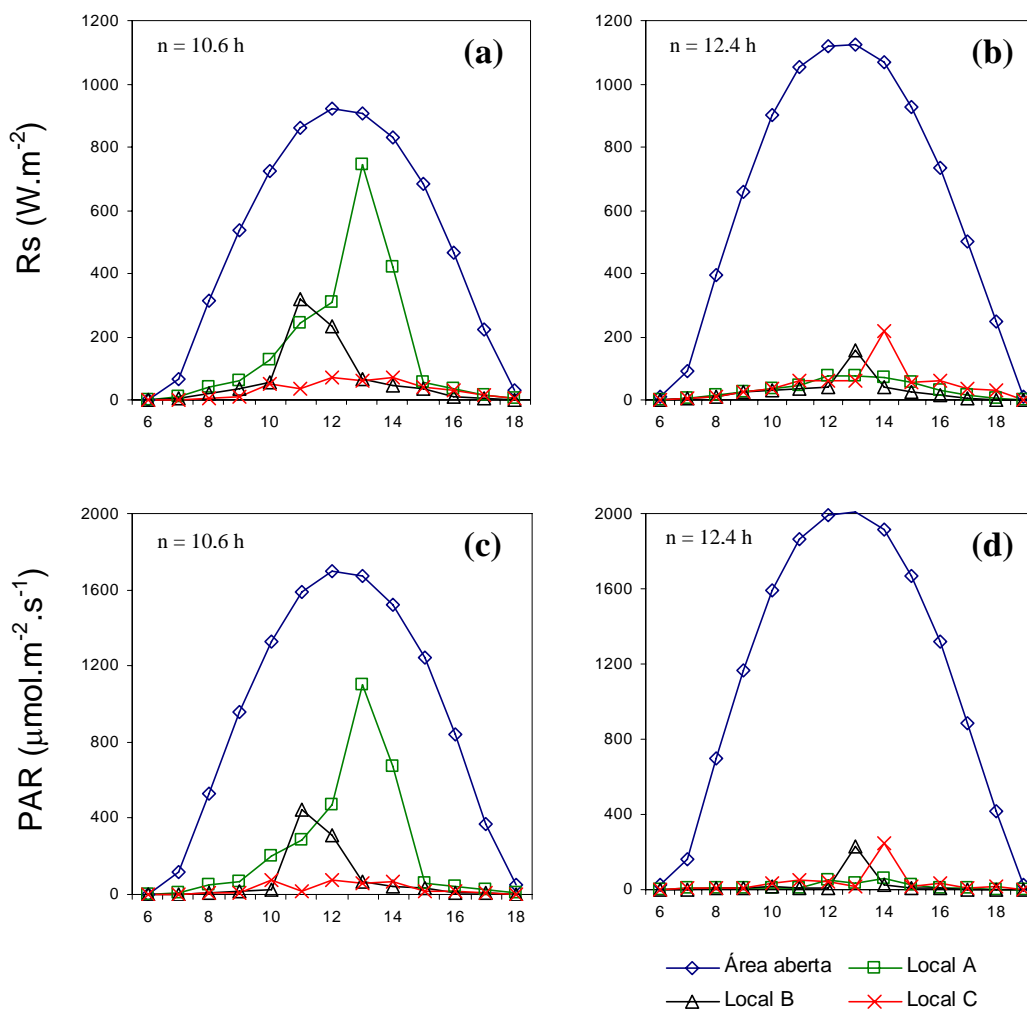 Rs (W.m-2)
1200
1000
800
600
400
200
0
n = 10.6 h
(a)
6 8 10 12 14 16 18
1200
1000
800
600
400
200
0
n = 12.4 h
(b)
6 8 10 12 14 16 18
PAR (μmol.m-2.s-1)
2000
1600
1200
800
400
0
n = 10.6 h
(c)
6 8 10 12 14 16 18
2000
1600
1200
800
400
0
n = 12.4 h
(d)
6 8 10 12 14 16 18
Área aberta Local A
Local B Local C